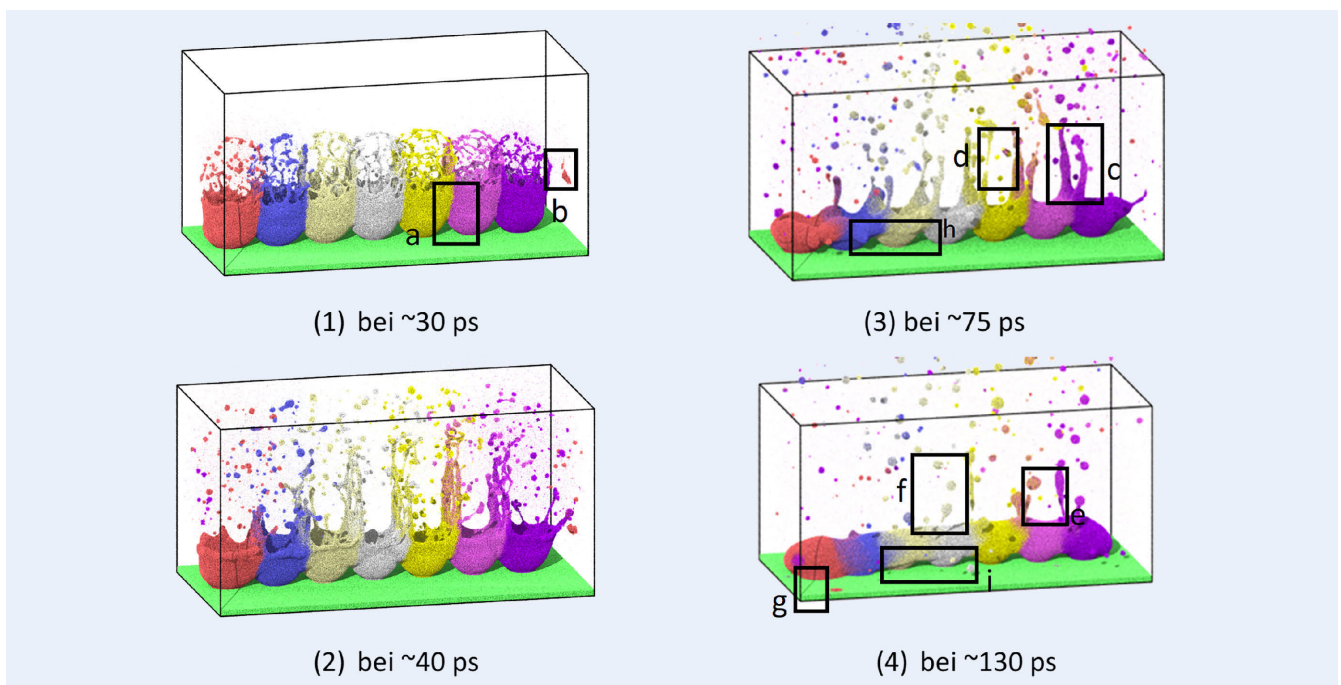 a
b
(1) bei ~30 ps
d
c
h
(3) bei ~75 ps
(2) bei ~40 ps
f
e
g
i
(4) bei ~130 ps